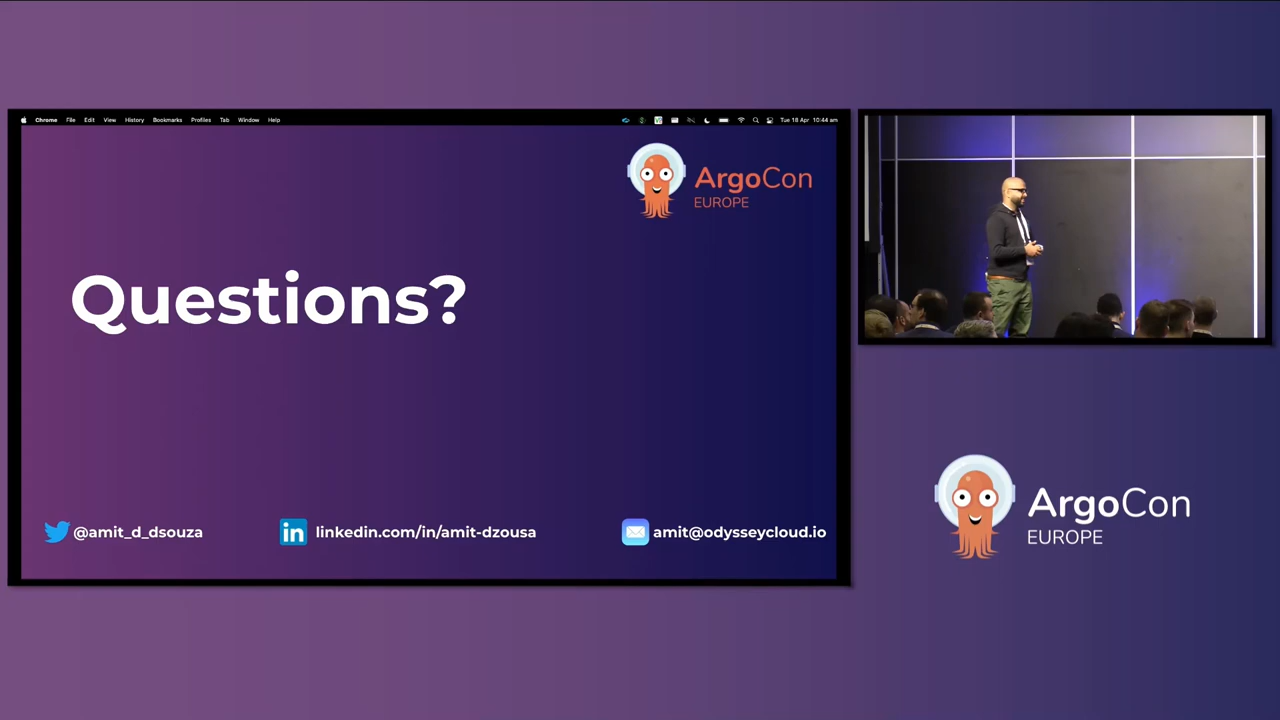 Chrome File Edit View History Bookmarks Profiles Tab Window Help
Tue 18 Apr 10:44 am
ArgoCon
EUROPE
Questions?
@amit_d_dsouza
linkedin.com/in/amit-dzousa
amit@odysseycloud.io
ArgoCon
EUROPE